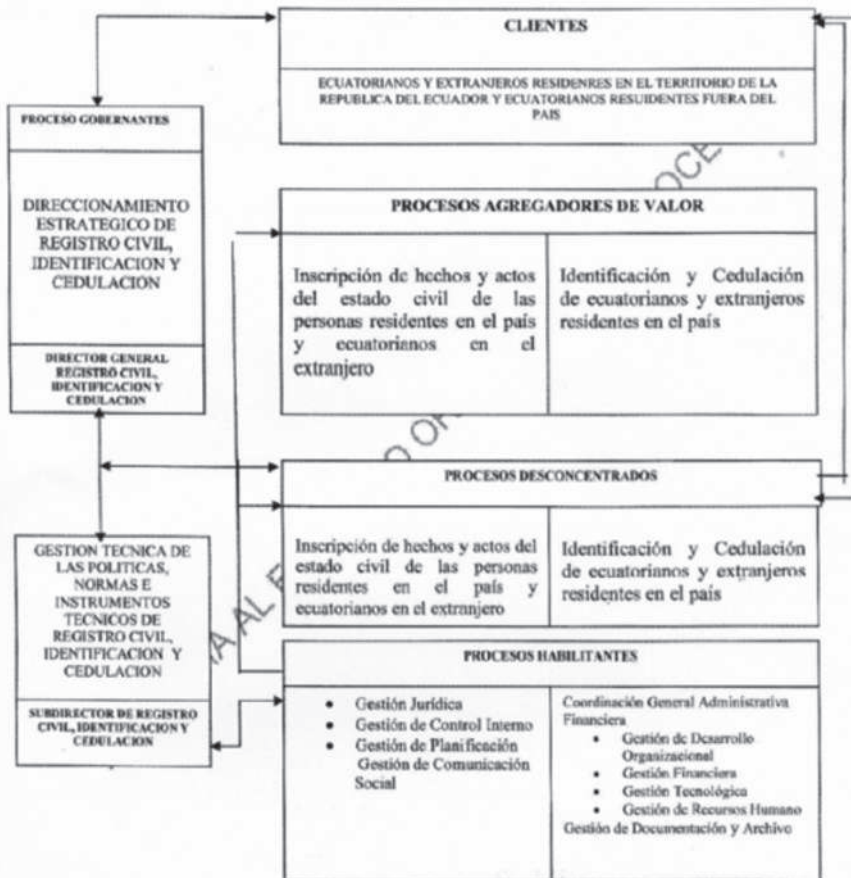 CLIENTES
ECUATORIANOS Y EXTRANJEROS RESIDENRES EN EL TERRITORIO DE LA
REPUBLICA DEL ECUADOR Y ECUATORIANOS RESUIDENTES FUERA DEL
PAIS
PROCESO GOBERNANTES
DIRECCIONAMIENTO
ESTRATEGICO DE
REGISTRO CIVIL,
IDENTIFICACION Y
CEDULACION
DIRECTOR GENERAL
REGISTRO CIVIL,
IDENTIFICACION Y
CEDULACION
PROCESOS AGREGADORES DE VALOR
Inscripción de hechos y actos
del estado civil de las
personas residentes en el país
y ecuatorianos en el
extranjero
Identificación y Cedulación
de ecuatorianos y extranjeros
residentes en el país
PROCESOS DESCONCENTRADOS
Inscripción de hechos y actos del
estado civil de las personas
residentes en el país y
ecuatorianos en el extranjero
Identificación y Cedulación
de ecuatorianos y extranjeros
residentes en el país
GESTION TECNICA DE
LAS POLITICAS,
NORMAS E
INSTRUMENTOS
TECNICOS DE
REGISTRO CIVIL,
IDENTIFICACION Y
CEDULACION
SUBDIRECTOR DE REGISTRO
CIVIL, IDENTIFICACION Y
CEDULACION
PROCESOS HABILITANTES
• Gestión Jurídica
• Gestión de Control Interno
• Gestión de Planificación
Gestión de Comunicación
Social
Coordinación General Administrativa
Financiera
• Gestión de Desarrollo
Organizacional
• Gestión Financiera
• Gestión Tecnológica
• Gestión de Recursos Humano
Gestión de Documentación y Archivo